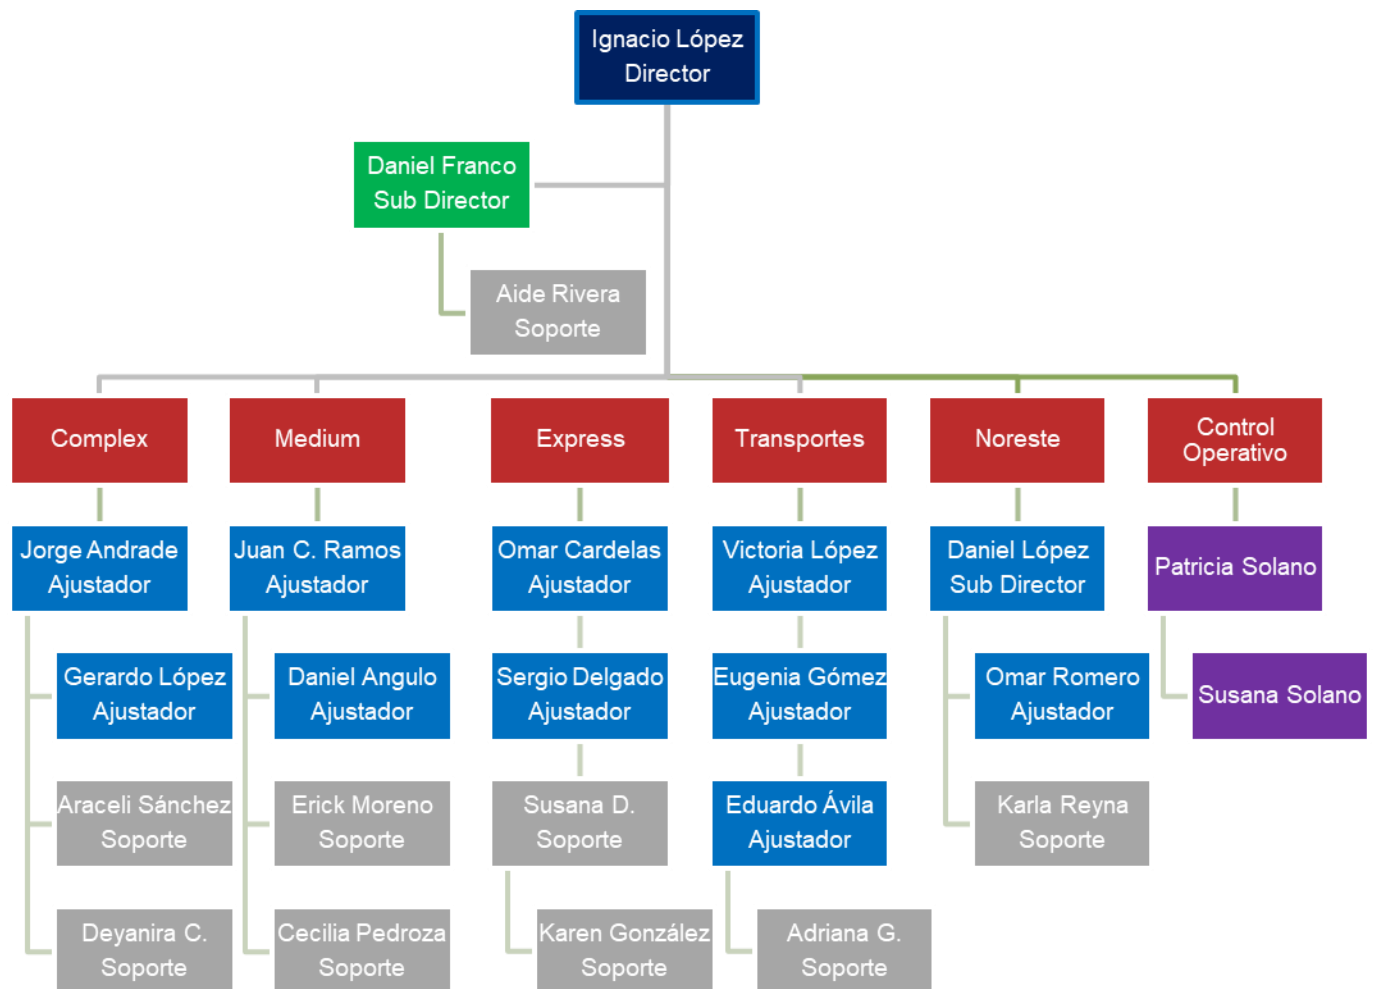 Ignacio López
Director
Daniel Franco
Sub Director
Aide Rivera
Soporte
Complex
Medium
Express
Transportes
Noreste
Control
Operativo
Jorge Andrade
Ajustador
Juan C. Ramos
Ajustador
Omar Cardelas
Ajustador
Victoria López
Ajustador
Daniel López
Sub Director
Patricia Solano
Gerardo López
Ajustador
Daniel Angulo
Ajustador
Sergio Delgado
Ajustador
Eugenia Gómez
Ajustador
Omar Romero
Ajustador
Susana Solano
Araceli Sánchez
Soporte
Erick Moreno
Soporte
Susana D.
Soporte
Eduardo Ávila
Ajustador
Karla Reyna
Soporte
Deyanira C.
Soporte
Cecilia Pedroza
Soporte
Karen González
Soporte
Adriana G.
Soporte